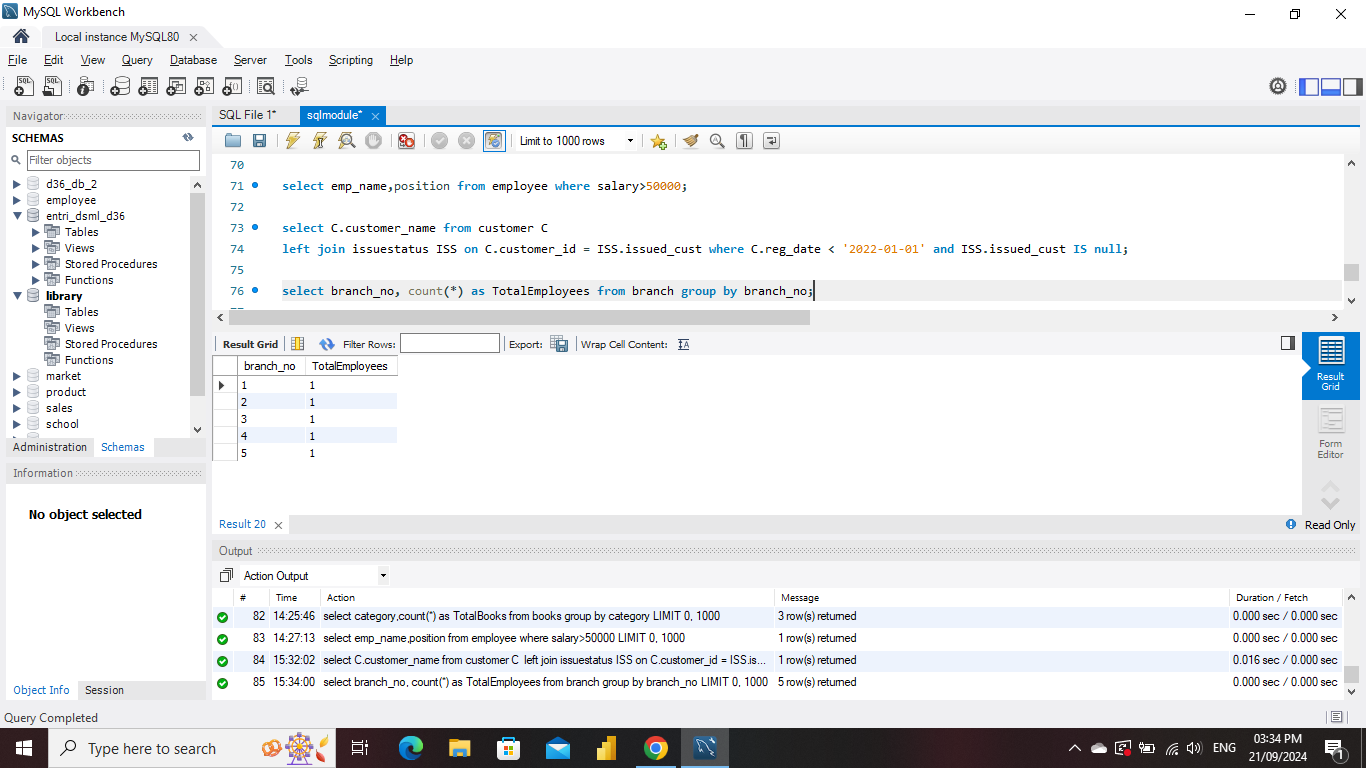 MySQL Workbench
Local instance MySQL80
File Edit View Query Database Server Tools Scripting Help
Navigator
SCHEMAS
Filter objects
d36_db_2
employee
entri_dsml_d36
Tables
Views
Stored Procedures
Functions
library
Tables
Views
Stored Procedures
Functions
market
product
sales
school
Administration Schemas
Information
No object selected
Object Info Session
SQL File 1* sqlmodule*
Limit to 1000 rows
70
71 select emp_name,position from employee where salary>50000;
72
73 select C.customer_name from customer C
74 left join issuestatus ISS on C.customer_id = ISS.issued_cust where C.reg_date < '2022-01-01' and ISS.issued_cust IS null;
75
76 select branch_no, count(*) as TotalEmployees from branch group by branch_no;
Result Grid Filter Rows: Export: Wrap Cell Content:
branch_no TotalEmployees
1 1
2 1
3 1
4 1
5 1
Result Grid
Form Editor
Result 20 Read Only
Output
Action Output
# Time Action Message Duration / Fetch
82 14:25:46 select category,count(*) as TotalBooks from books group by category LIMIT 0, 1000 3 row(s) returned 0.000 sec / 0.000 sec
83 14:27:13 select emp_name,position from employee where salary>50000 LIMIT 0, 1000 1 row(s) returned 0.000 sec / 0.000 sec
84 15:32:02 select C.customer_name from customer C left join issuestatus ISS on C.customer_id = ISS.is... 1 row(s) returned 0.016 sec / 0.000 sec
85 15:34:00 select branch_no, count(*) as TotalEmployees from branch group by branch_no LIMIT 0, 1000 5 row(s) returned 0.000 sec / 0.000 sec
Query Completed
Type here to search
ENG
03:34 PM
21/09/2024
1